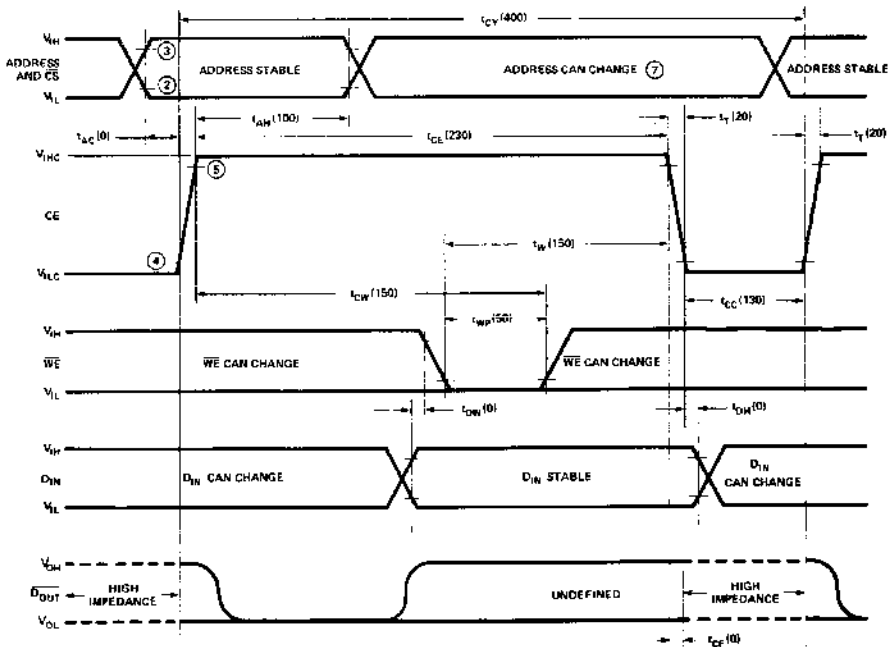 tCY(400)
VIH
ADDRESS AND CS
VIL
③
②
ADDRESS STABLE
ADDRESS CAN CHANGE ⑦
ADDRESS STABLE
tAC(0)
tAH(100)
tCE(230)
tT(20)
tT(20)
VIHC
CE
VILC
⑤
④
tW(150)
tCW(150)
tWP(50)
tCC(130)
VIH
WE
VIL
WE CAN CHANGE
WE CAN CHANGE
tDIN(0)
tDH(0)
VIH
DIN
VIL
DIN CAN CHANGE
DIN STABLE
DIN
CAN CHANGE
VOH
DOUT
VOL
HIGH
IMPEDANCE
UNDEFINED
HIGH
IMPEDANCE
tCF(0)